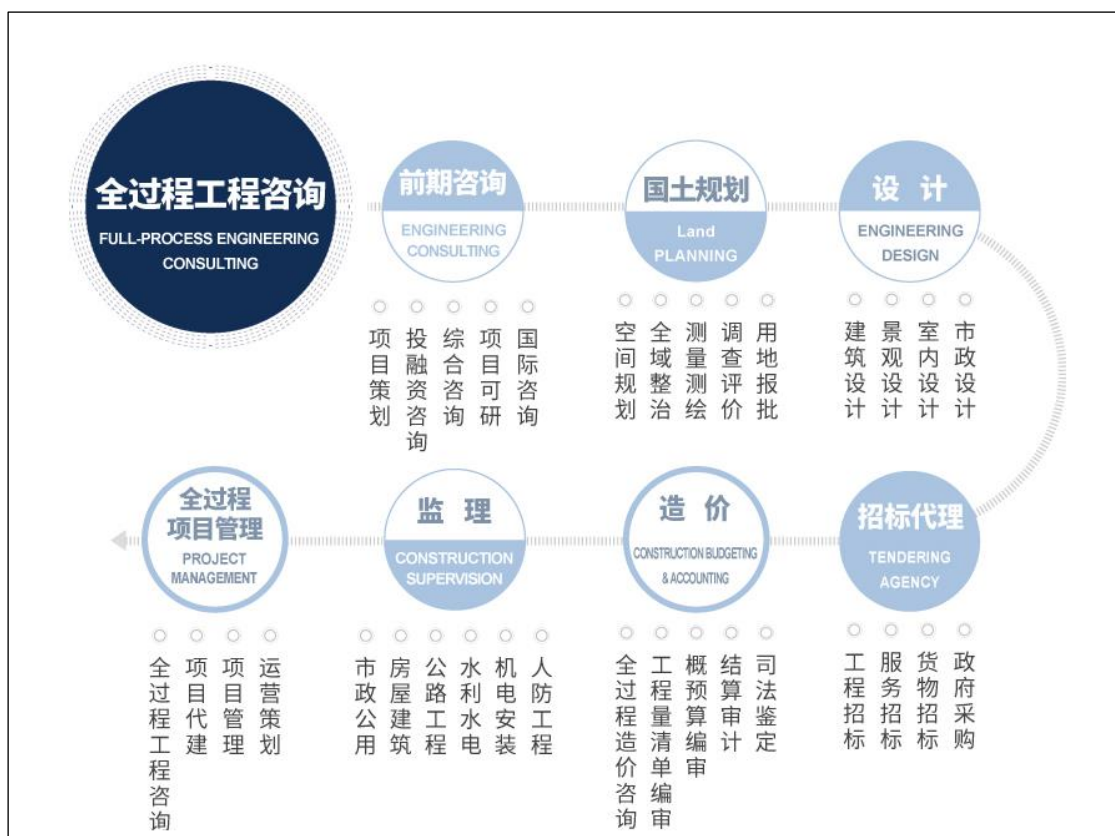 全过程工程咨询
FULL-PROCESS ENGINEERING
CONSULTING
前期咨询
ENGINEERING
CONSULTING
项目策划
投融资咨询
综合咨询
项目可研
国际咨询
国土规划
Land
PLANNING
空间规划
全域整治
测量测绘
调查评价
用地报批
设 计
ENGINEERING
DESIGN
建筑设计
景观设计
室内设计
市政设计
招标代理
TENDERING
AGENCY
工程招标
服务招标
货物招标
政府采购
造 价
CONSTRUCTION BUDGETING
& ACCOUNTING
全过程造价咨询
工程量清单编审
概预算编审
结算审计
司法鉴定
监 理
CONSTRUCTION
SUPERVISION
市政公用
房屋建筑
公路工程
水利水电
机电安装
人防工程
全过程
项目管理
PROJECT
MANAGEMENT
全过程工程咨询
项目代建
项目管理
运营策划